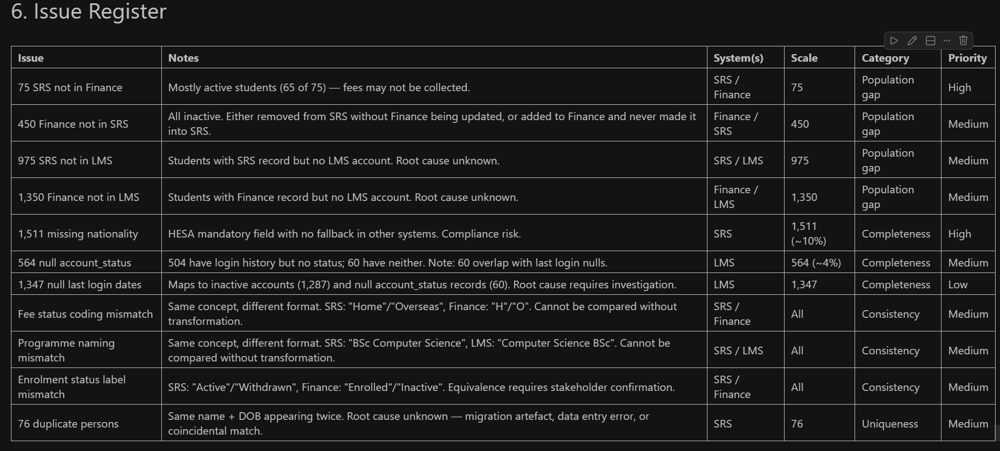 6. Issue Register
Issue
Notes
System(s)
Scale
Category
Priority
75 SRS not in Finance
Mostly active students (65 of 75) — fees may not be collected.
SRS /
Finance
75
Population
gap
High
450 Finance not in SRS
All inactive. Either removed from SRS without Finance being updated, or added to Finance and never made it
into SRS.
Finance /
SRS
450
Population
gap
Medium
975 SRS not in LMS
Students with SRS record but no LMS account. Root cause unknown.
SRS / LMS
975
Population
gap
Medium
1,350 Finance not in LMS
Students with Finance record but no LMS account. Root cause unknown.
Finance /
LMS
1,350
Population
gap
Medium
1,511 missing nationality
HESA mandatory field with no fallback in other systems. Compliance risk.
SRS
1,511
(~10%)
Completeness
High
564 null account_status
504 have login history but no status; 60 have neither. Note: 60 overlap with last login nulls.
LMS
564 (~4%)
Completeness
Medium
1,347 null last login dates
Maps to inactive accounts (1,287) and null account_status records (60). Root cause requires investigation.
LMS
1,347
Completeness
Low
Fee status coding mismatch
Same concept, different format. SRS: "Home"/"Overseas", Finance: "H"/"O". Cannot be compared without
transformation.
SRS /
Finance
All
Consistency
Medium
Programme naming
mismatch
Same concept, different format. SRS: "BSc Computer Science", LMS: "Computer Science BSc". Cannot be
compared without transformation.
SRS / LMS
All
Consistency
Medium
Enrolment status label
mismatch
SRS: "Active"/"Withdrawn", Finance: "Enrolled"/"Inactive". Equivalence requires stakeholder confirmation.
SRS /
Finance
All
Consistency
Medium
76 duplicate persons
Same name + DOB appearing twice. Root cause unknown — migration artefact, data entry error, or
coincidental match.
SRS
76
Uniqueness
Medium